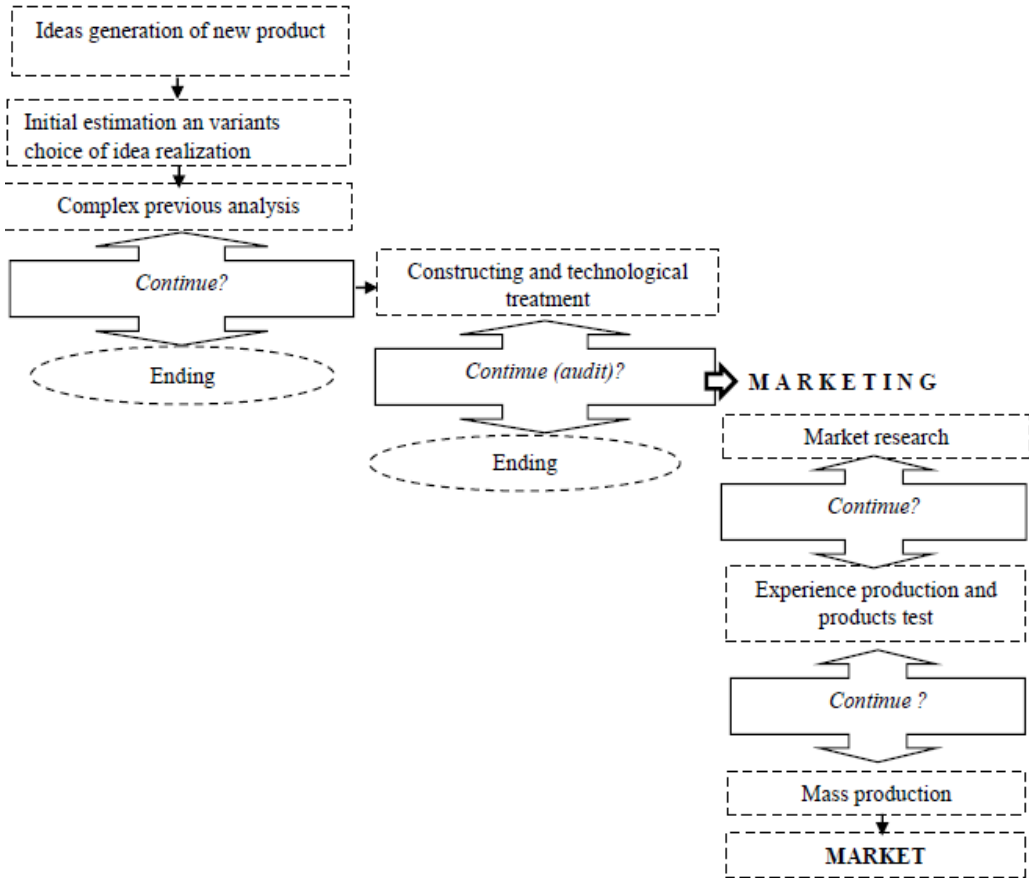 Ideas generation of new product
Initial estimation an variants
choice of idea realization
Complex previous analysis
Continue?
Ending
Constructing and technological
treatment
Continue (audit)?
Ending
M A R K E T I N G
Market research
Continue?
Experience production and
products test
Continue ?
Mass production
MARKET